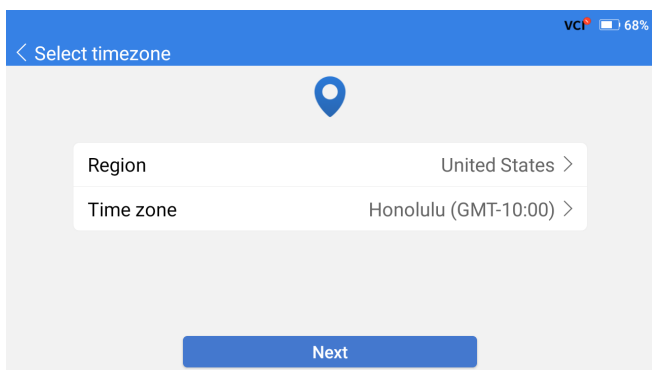 VCI 68%
Select timezone
Region United States
Time zone Honolulu (GMT-10:00)
Next